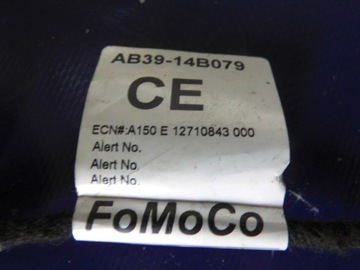 AB39-14B079
CE
ECN#:A150 E 12710843 000
Alert No.
Alert No.
Alert No.
FoMoCo